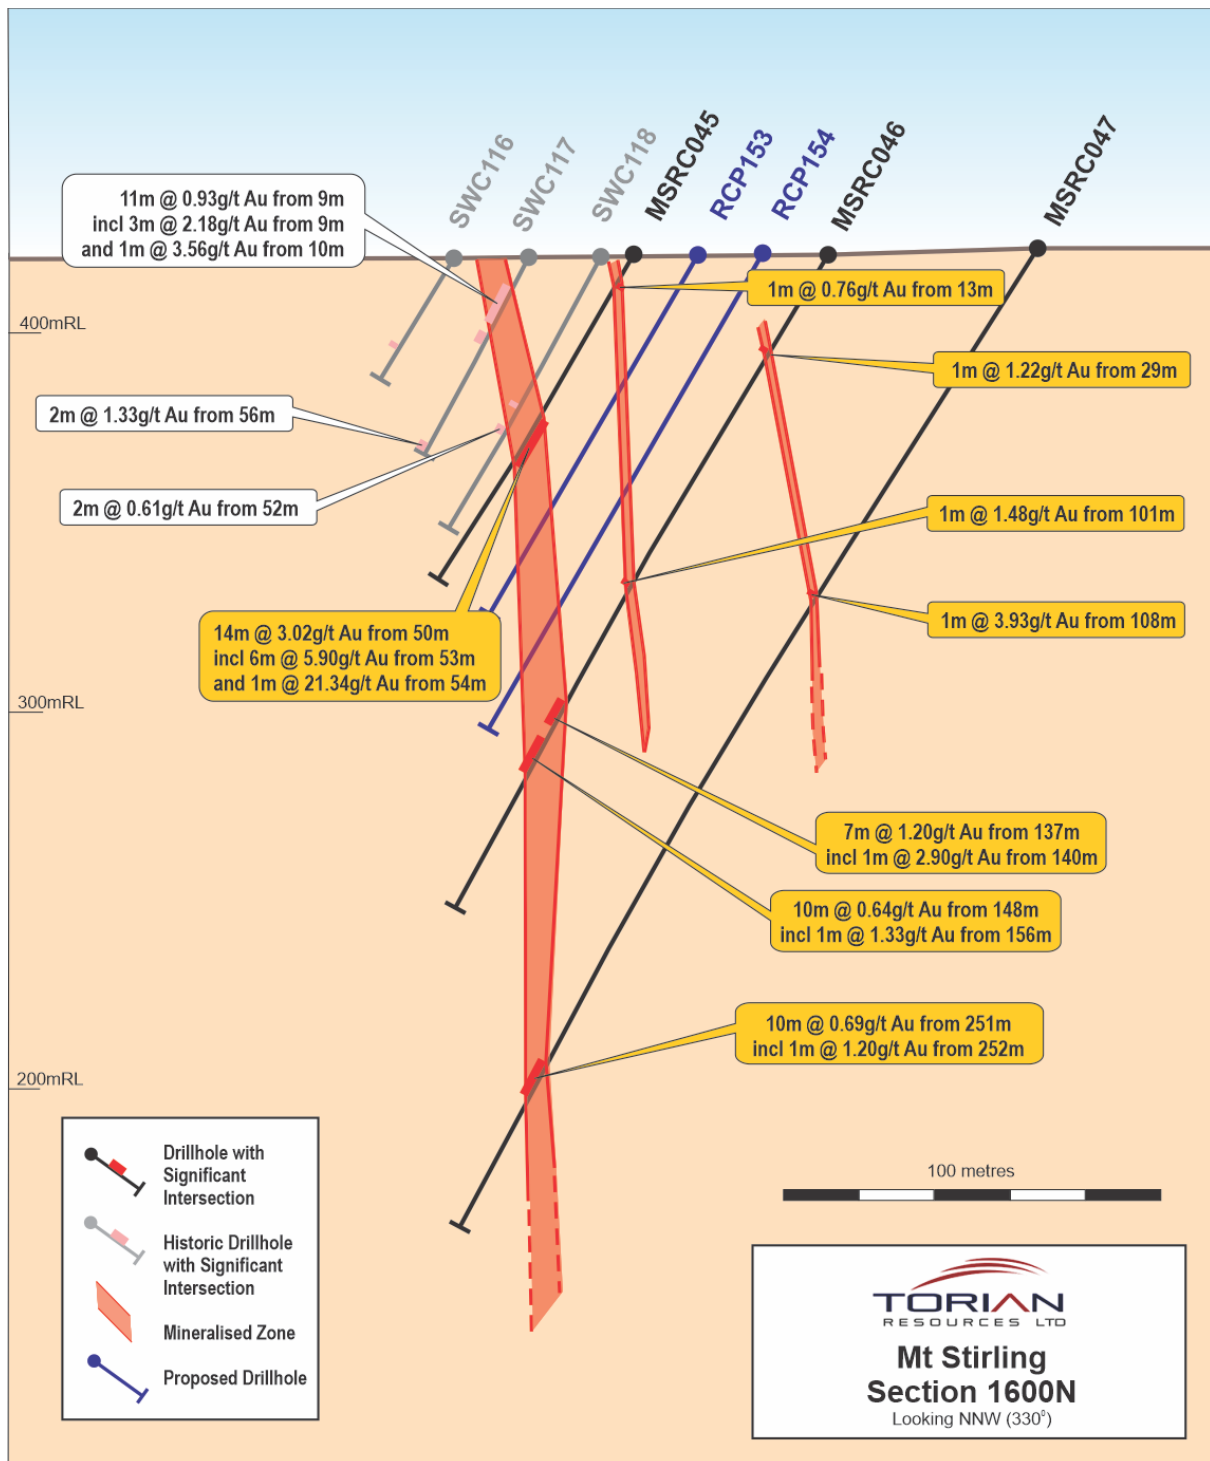 SWC116
SWC117
SWC118
MSRC045
RCP153
RCP154
MSRC046
MSRC047
11m @ 0.93g/t Au from 9m
incl 3m @ 2.18g/t Au from 9m
and 1m @ 3.56g/t Au from 10m
1m @ 0.76g/t Au from 13m
400mRL
1m @ 1.22g/t Au from 29m
2m @ 1.33g/t Au from 56m
2m @ 0.61g/t Au from 52m
1m @ 1.48g/t Au from 101m
1m @ 3.93g/t Au from 108m
14m @ 3.02g/t Au from 50m
incl 6m @ 5.90g/t Au from 53m
and 1m @ 21.34g/t Au from 54m
300mRL
7m @ 1.20g/t Au from 137m
incl 1m @ 2.90g/t Au from 140m
10m @ 0.64g/t Au from 148m
incl 1m @ 1.33g/t Au from 156m
10m @ 0.69g/t Au from 251m
incl 1m @ 1.20g/t Au from 252m
200mRL
Drillhole with
Significant
Intersection
Historic Drillhole
with Significant
Intersection
Mineralised Zone
Proposed Drillhole
100 metres
TORIAN
RESOURCES LTD
Mt Stirling
Section 1600N
Looking NNW (330⁰)